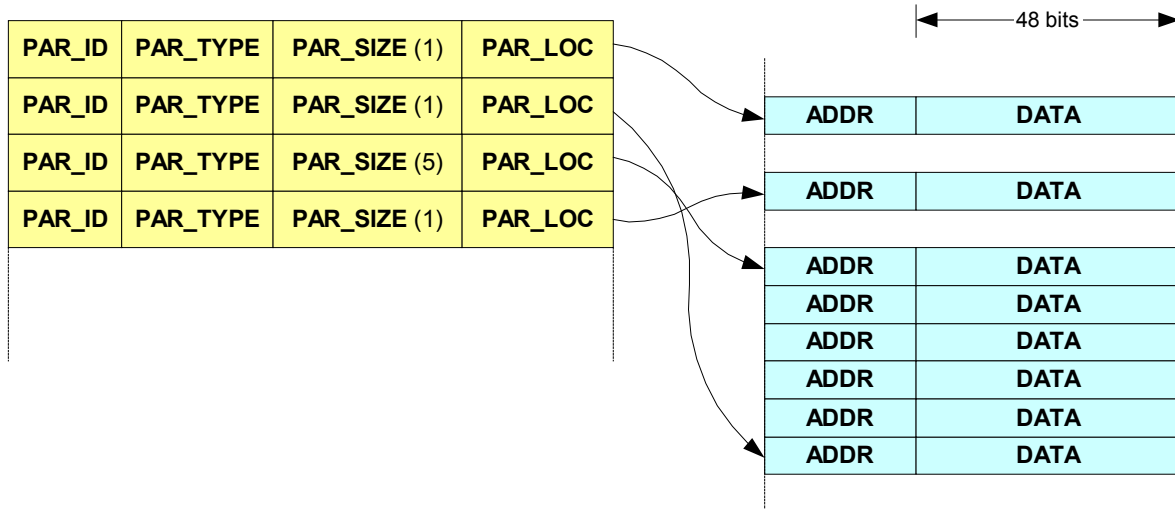 48 bits
PAR_ID PAR_TYPE PAR_SIZE (1) PAR_LOC
PAR_ID PAR_TYPE PAR_SIZE (1) PAR_LOC
PAR_ID PAR_TYPE PAR_SIZE (5) PAR_LOC
PAR_ID PAR_TYPE PAR_SIZE (1) PAR_LOC
ADDR DATA
ADDR DATA
ADDR DATA
ADDR DATA
ADDR DATA
ADDR DATA
ADDR DATA
ADDR DATA